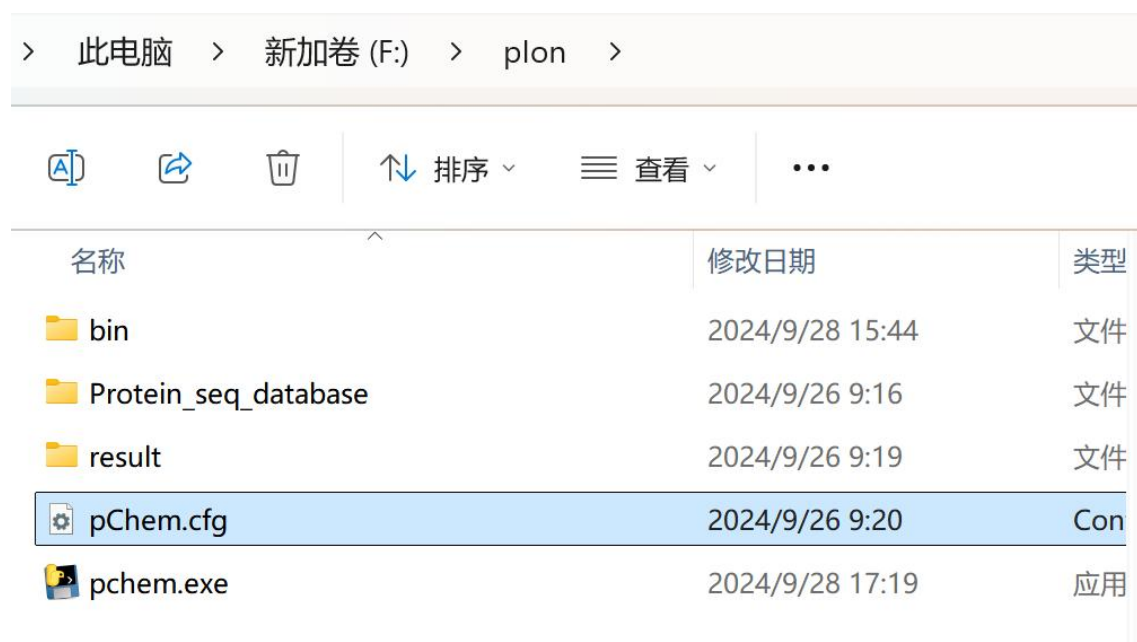 > 此电脑 > 新加卷 (F:) > plon >
排序 查看 •••
名称 修改日期 类型
bin 2024/9/28 15:44 文件
Protein_seq_database 2024/9/26 9:16 文件
result 2024/9/26 9:19 文件
pChem.cfg 2024/9/26 9:20 Con
pchem.exe 2024/9/28 17:19 应用